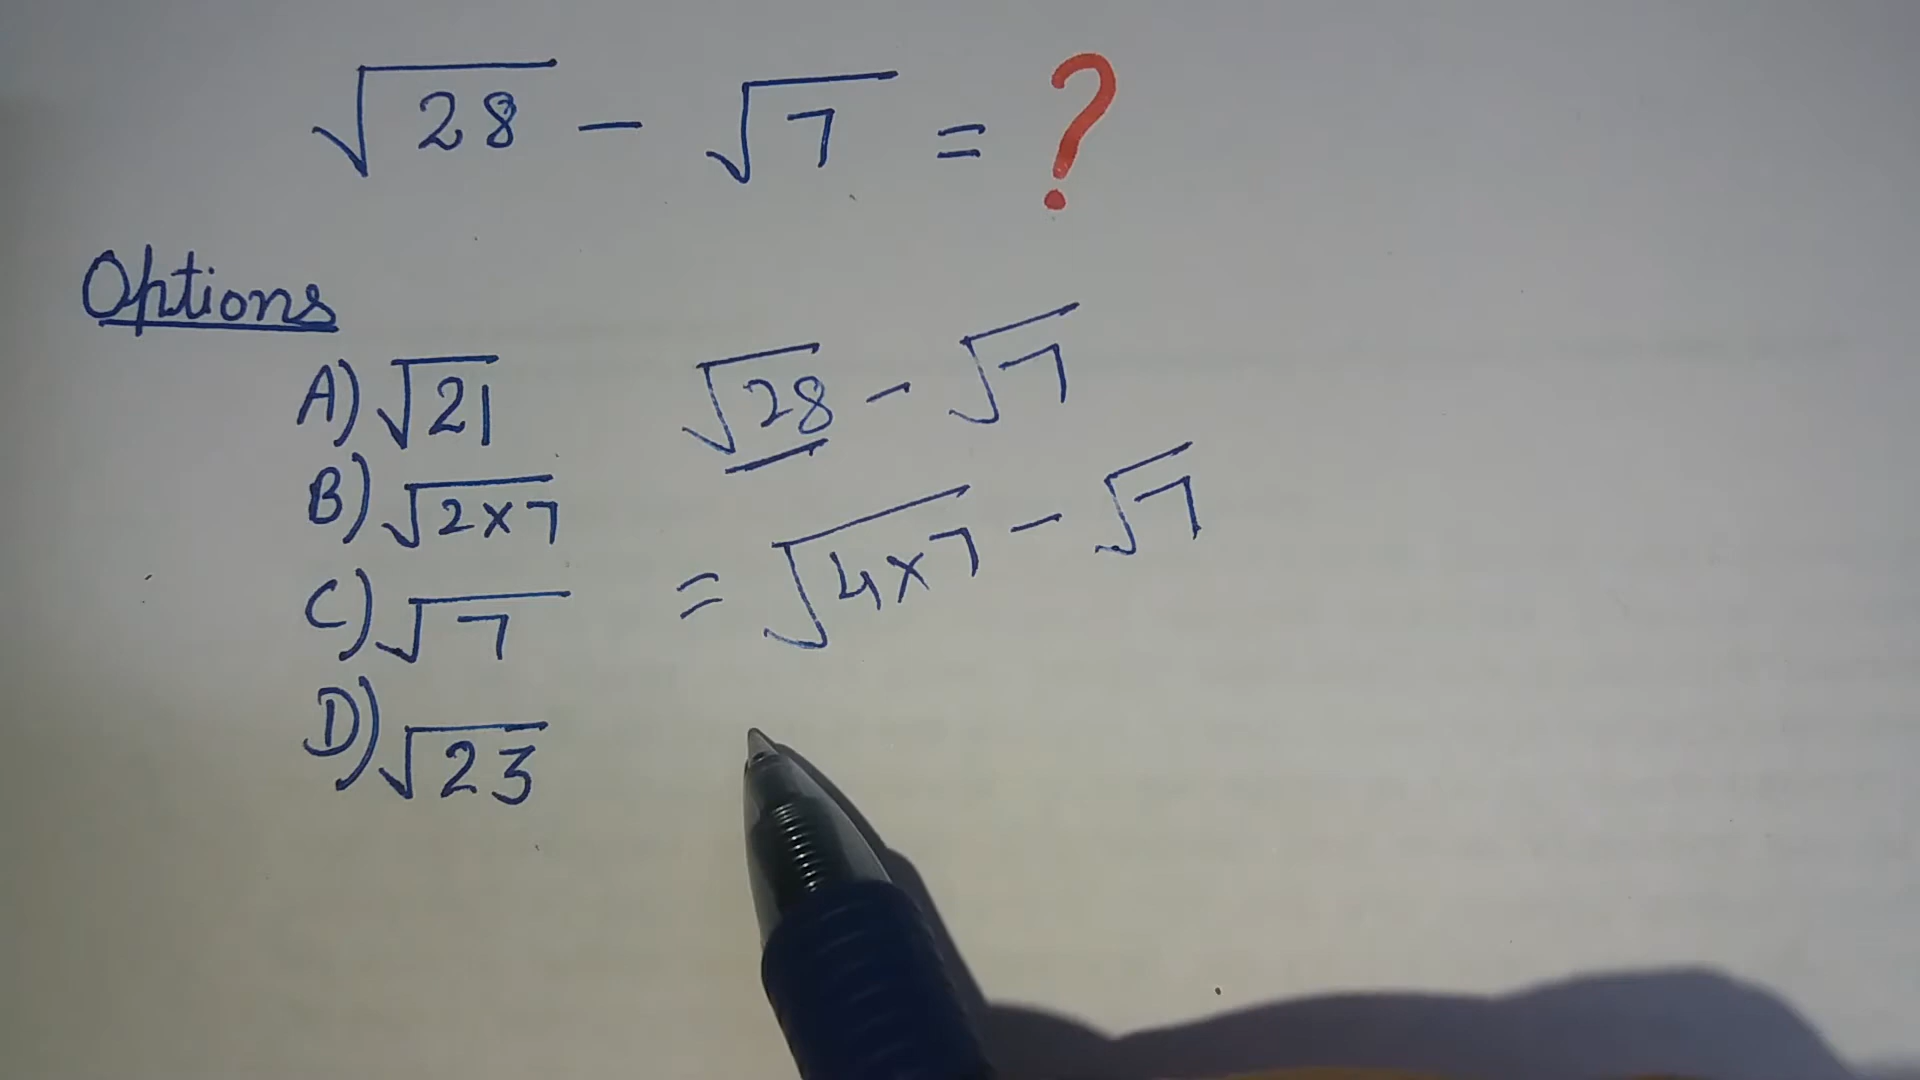 √28 − √7 = ?
Options
A) √21
B) √2×7
C) √7
D) √23
√28 − √7
= √4×7 − √7